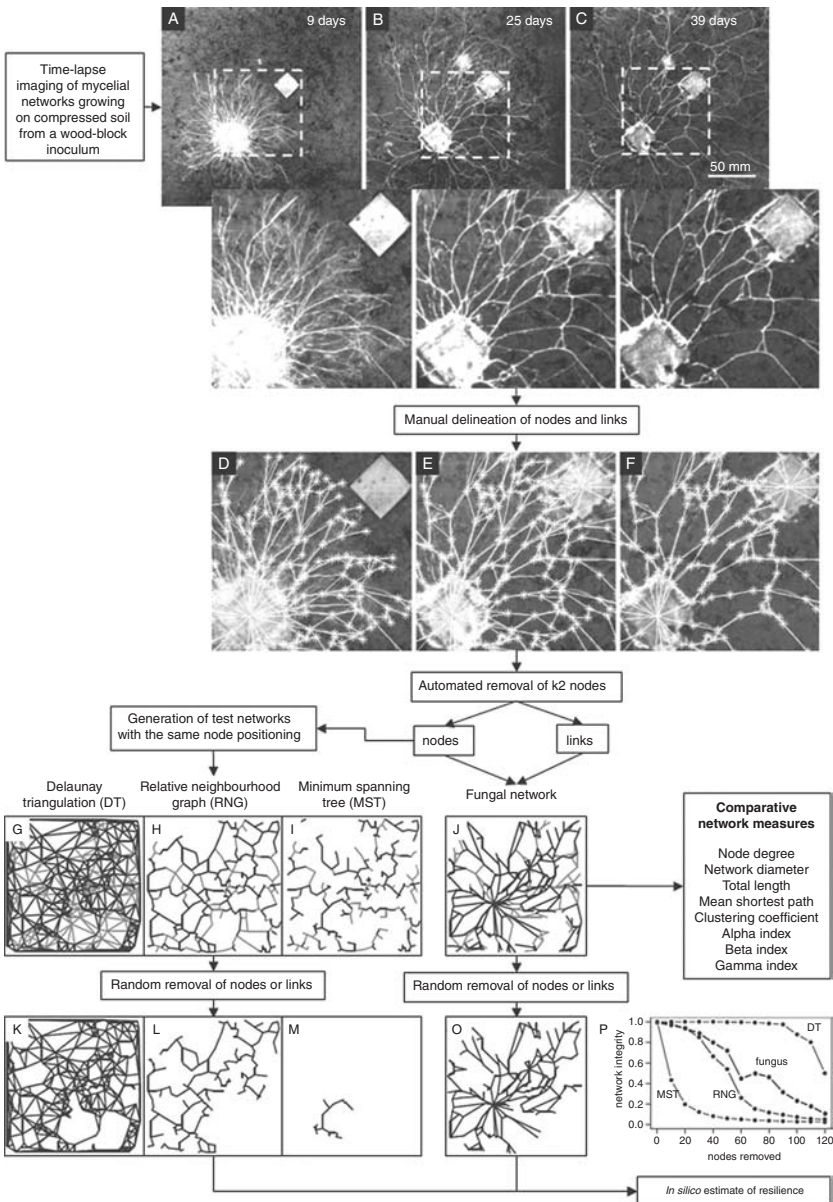 A 9 days
B 25 days
C 39 days
Time-lapse
imaging of mycelial
networks growing
on compressed soil
from a wood-block
inoculum
50 mm
Manual delineation of nodes and links
D
E
F
Automated removal of k2 nodes
Generation of test networks
with the same node positioning
nodes
links
Delaunay
triangulation (DT)
Relative neighbourhood
graph (RNG)
Minimum spanning
tree (MST)
Fungal network
G
H
I
J
Comparative
network measures
Node degree
Network diameter
Total length
Mean shortest path
Clustering coefficient
Alpha index
Beta index
Gamma index
Random removal of nodes or links
Random removal of nodes or links
K
L
M
O
P
network integrity
1.0
0.8
0.6
0.4
0.2
0.0
DT
fungus
MST
RNG
0 20 40 60 80 100 120
nodes removed
In silico estimate of resilience